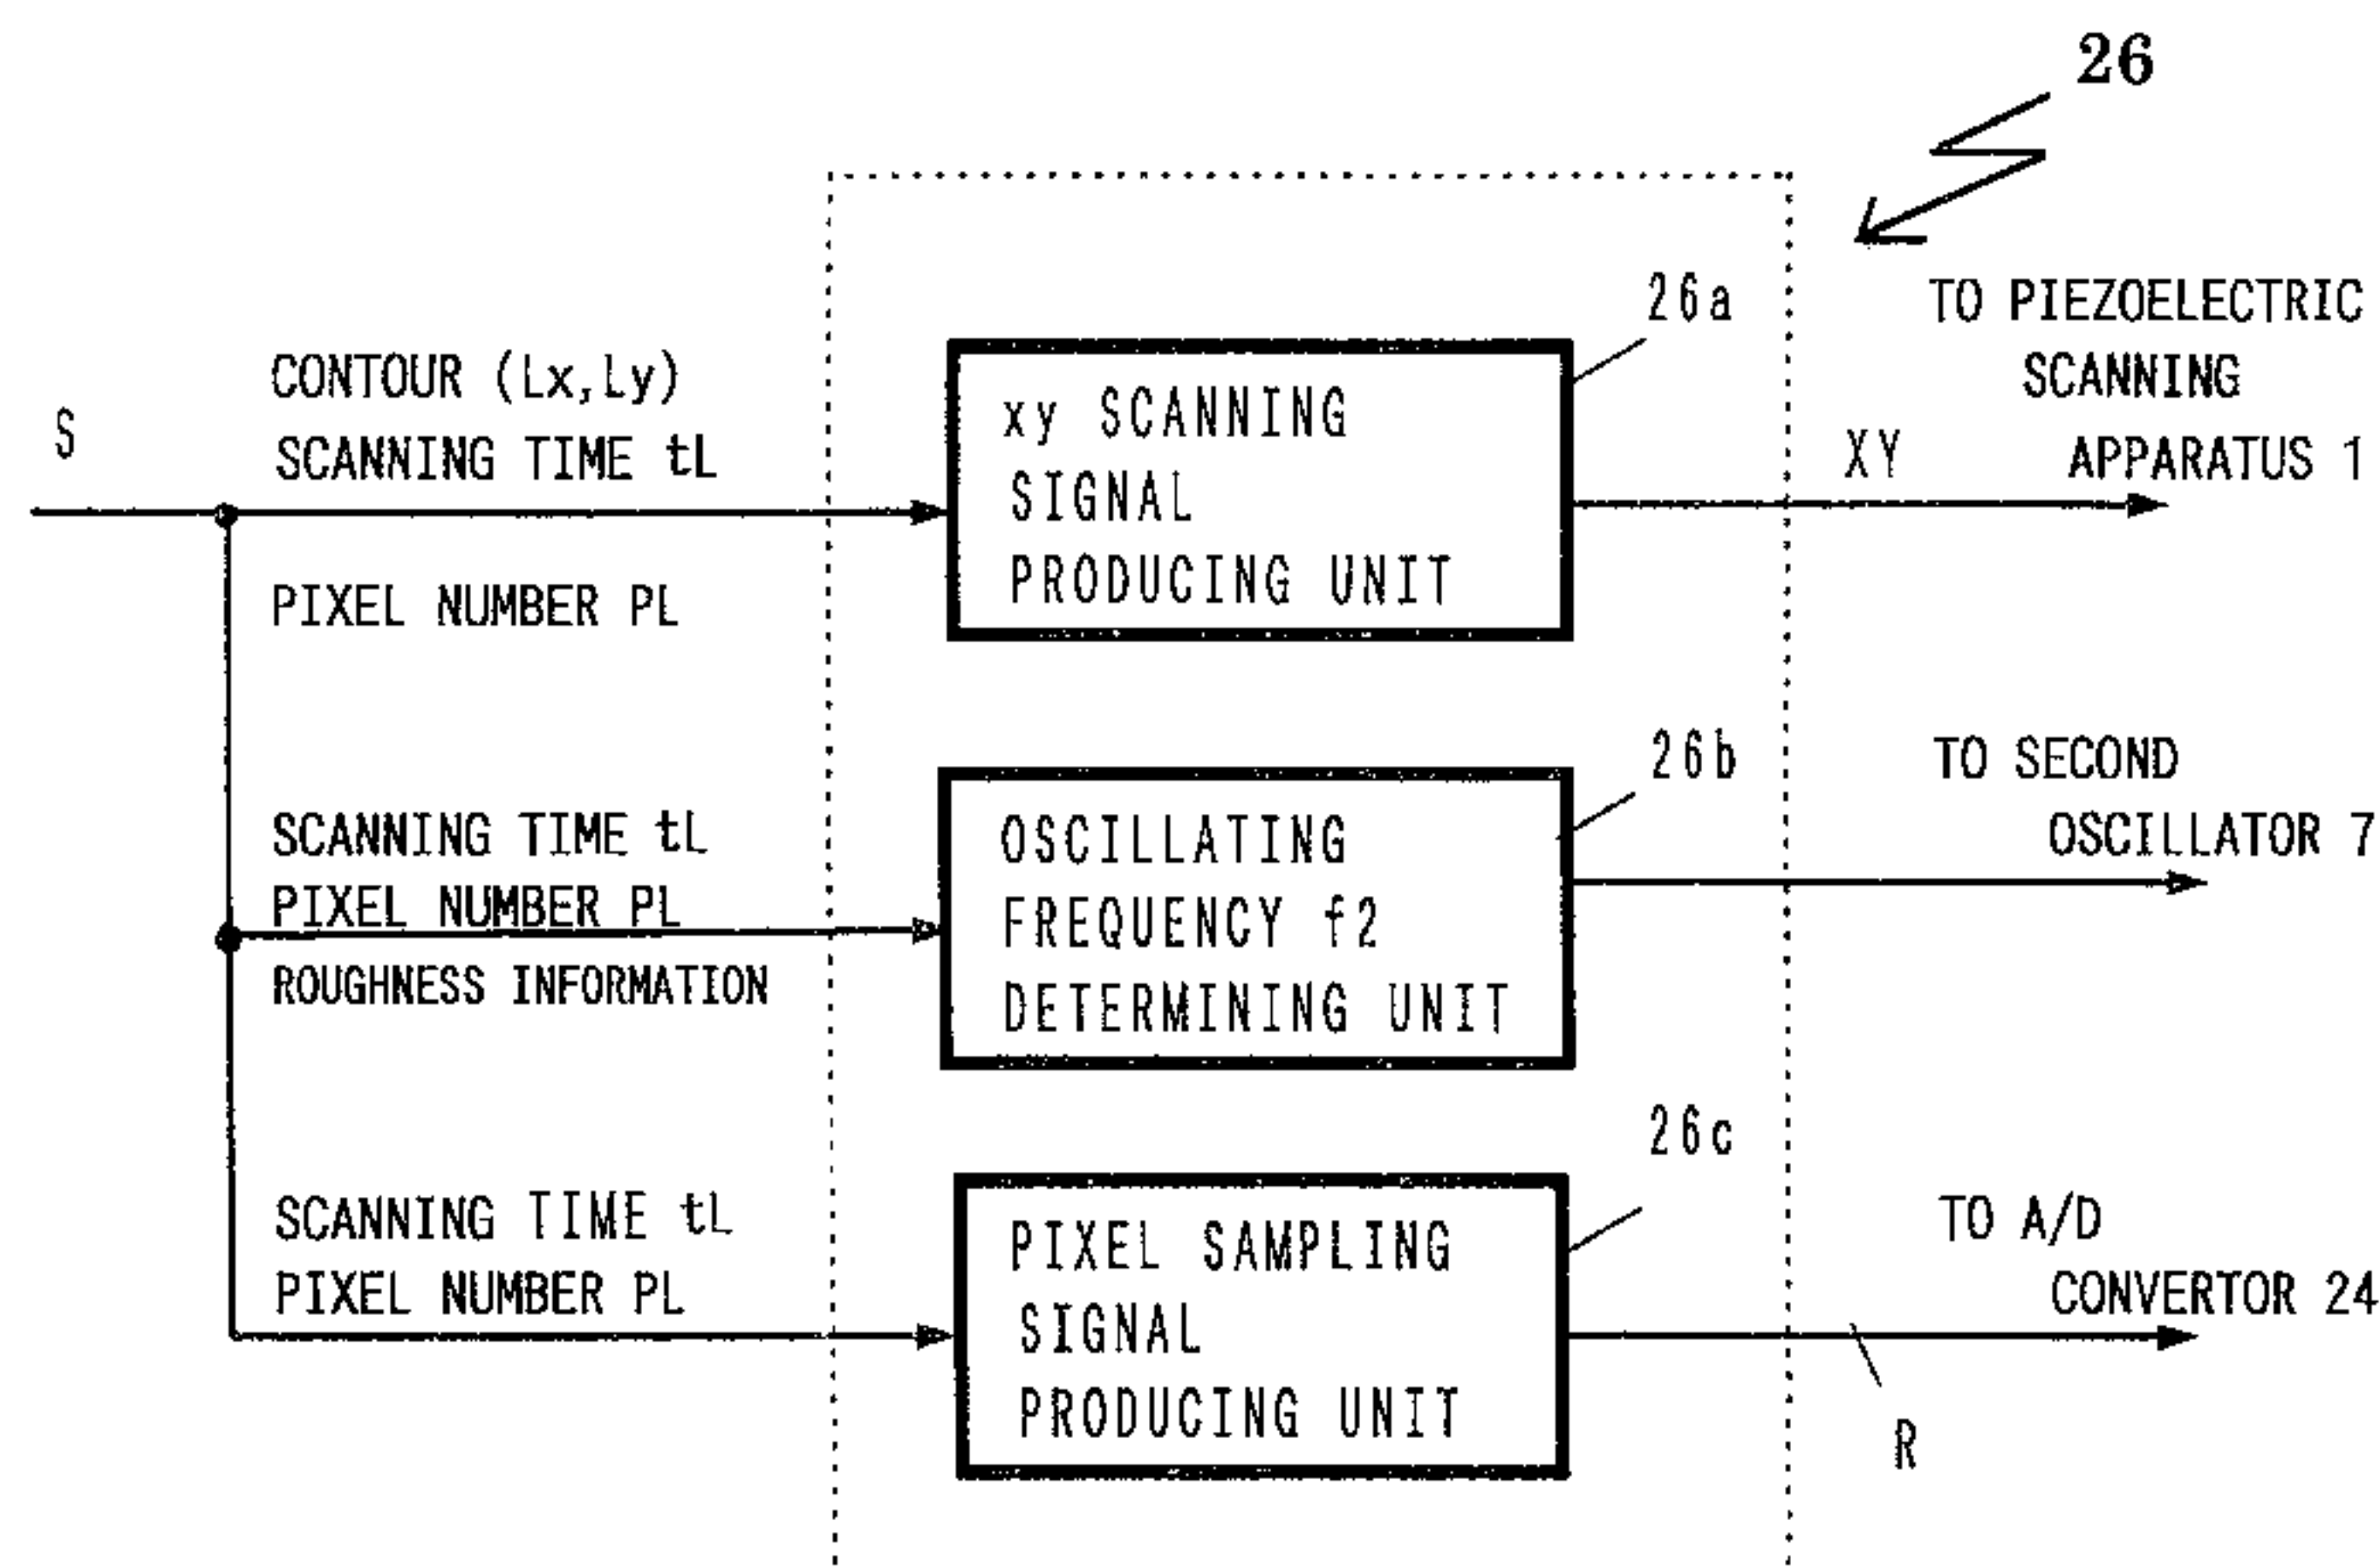 26
S
CONTOUR (Lx,Ly)
SCANNING TIME tL
PIXEL NUMBER PL
26a
xy SCANNING
SIGNAL
PRODUCING UNIT
XY
TO PIEZOELECTRIC
SCANNING
APPARATUS 1
SCANNING TIME tL
PIXEL NUMBER PL
ROUGHNESS INFORMATION
26b
OSCILLATING
FREQUENCY f2
DETERMINING UNIT
TO SECOND
OSCILLATOR 7
SCANNING TIME tL
PIXEL NUMBER PL
26c
PIXEL SAMPLING
SIGNAL
PRODUCING UNIT
TO A/D
CONVERTOR 24
R